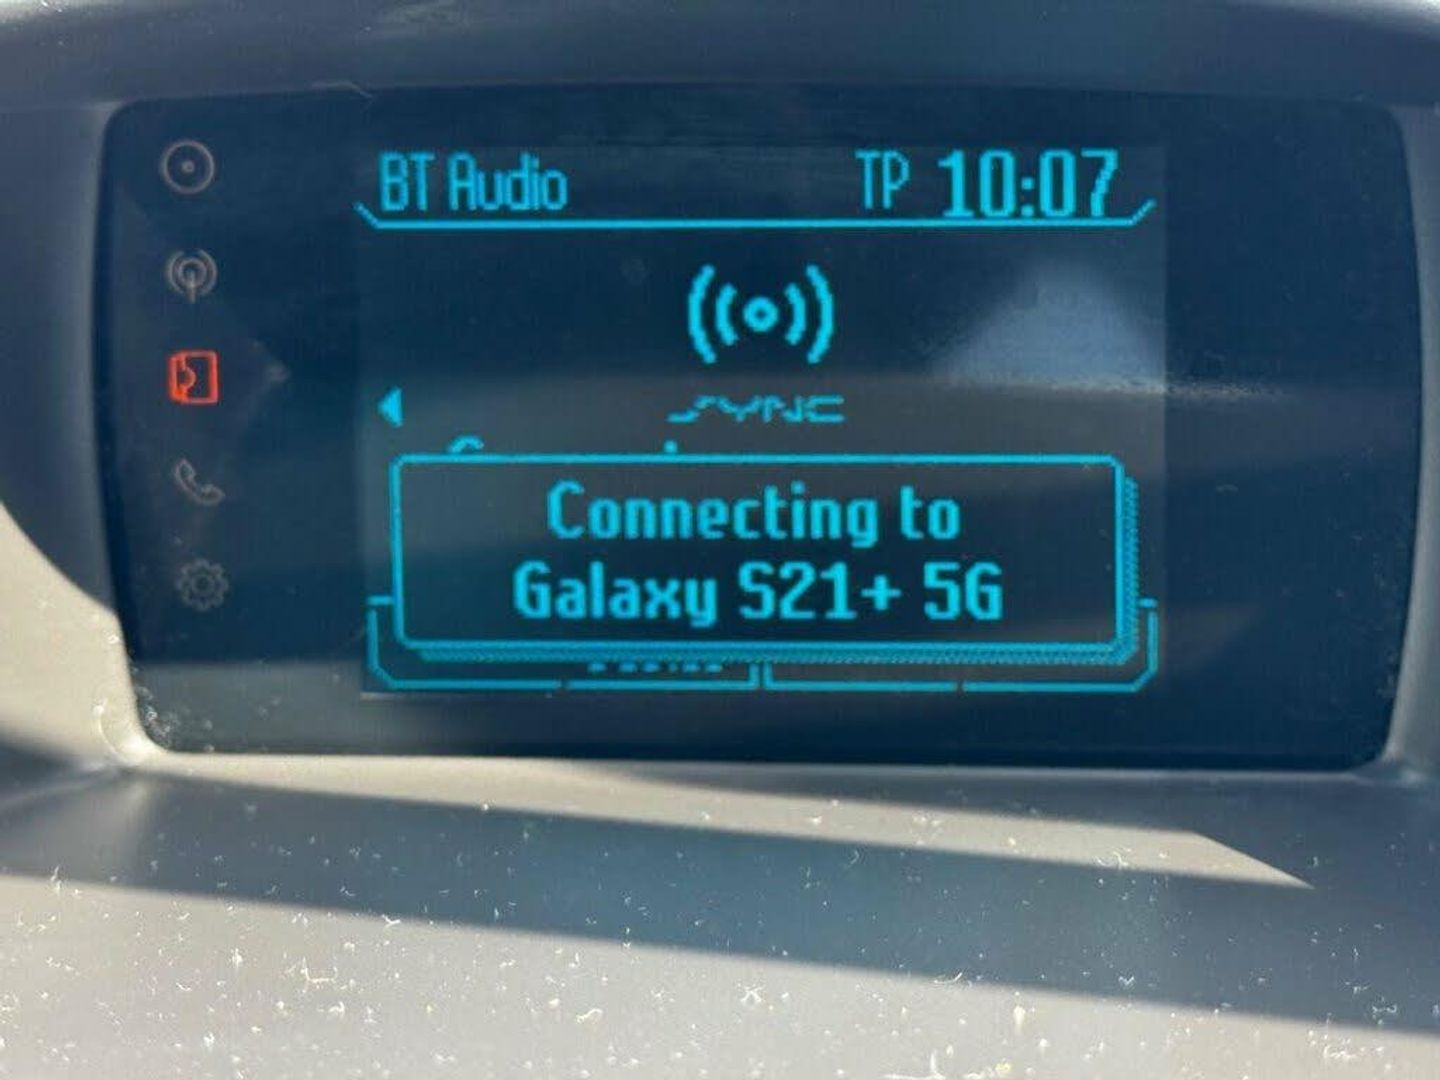 BT Audio TP 10:07
SYNC
Connecting to
Galaxy S21+ 5G